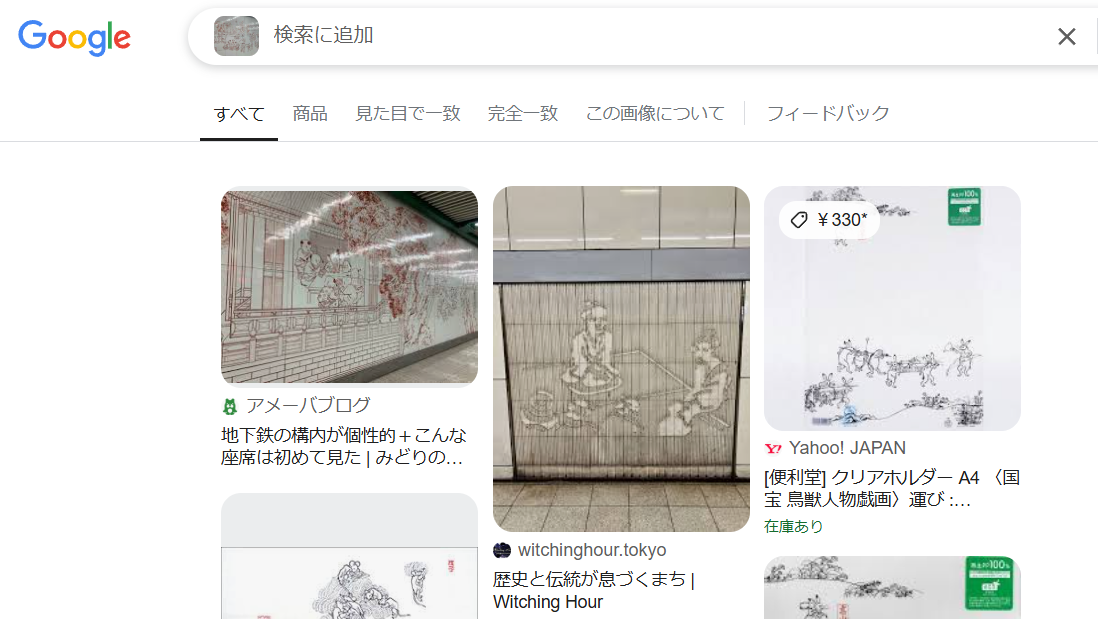 Google
検索に追加
すべて 商品 見た目で一致 完全一致 この画像について フィードバック
アメーバブログ
地下鉄の構内が個性的+こんな
座席は初めて見た | みどりの…
witchinghour.tokyo
歴史と伝統が息づくまち |
Witching Hour
¥ 330*
Yahoo! JAPAN
[便利堂] クリアホルダー A4 〈国
宝 鳥獣人物戯画〉運び :…
在庫あり